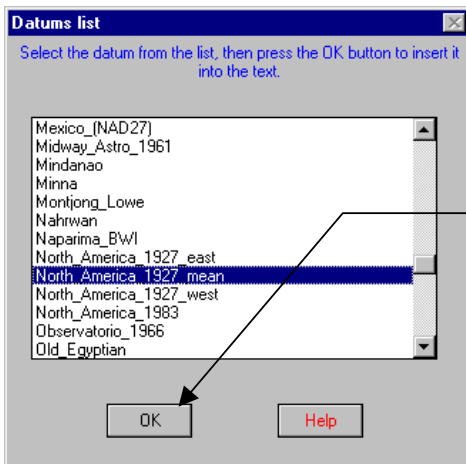 Datums list
Select the datum from the list, then press the OK button to insert it
into the text.
Mexico_(NAD27)
Midway_Astro_1961
Mindanao
Minna
Montjong_Lowe
Nahrwan
Naparima_BWI
North_America_1927_east
North_America_1927_mean
North_America_1927_west
North_America_1983
Observatorio_1966
Old_Egyptian
OK
Help